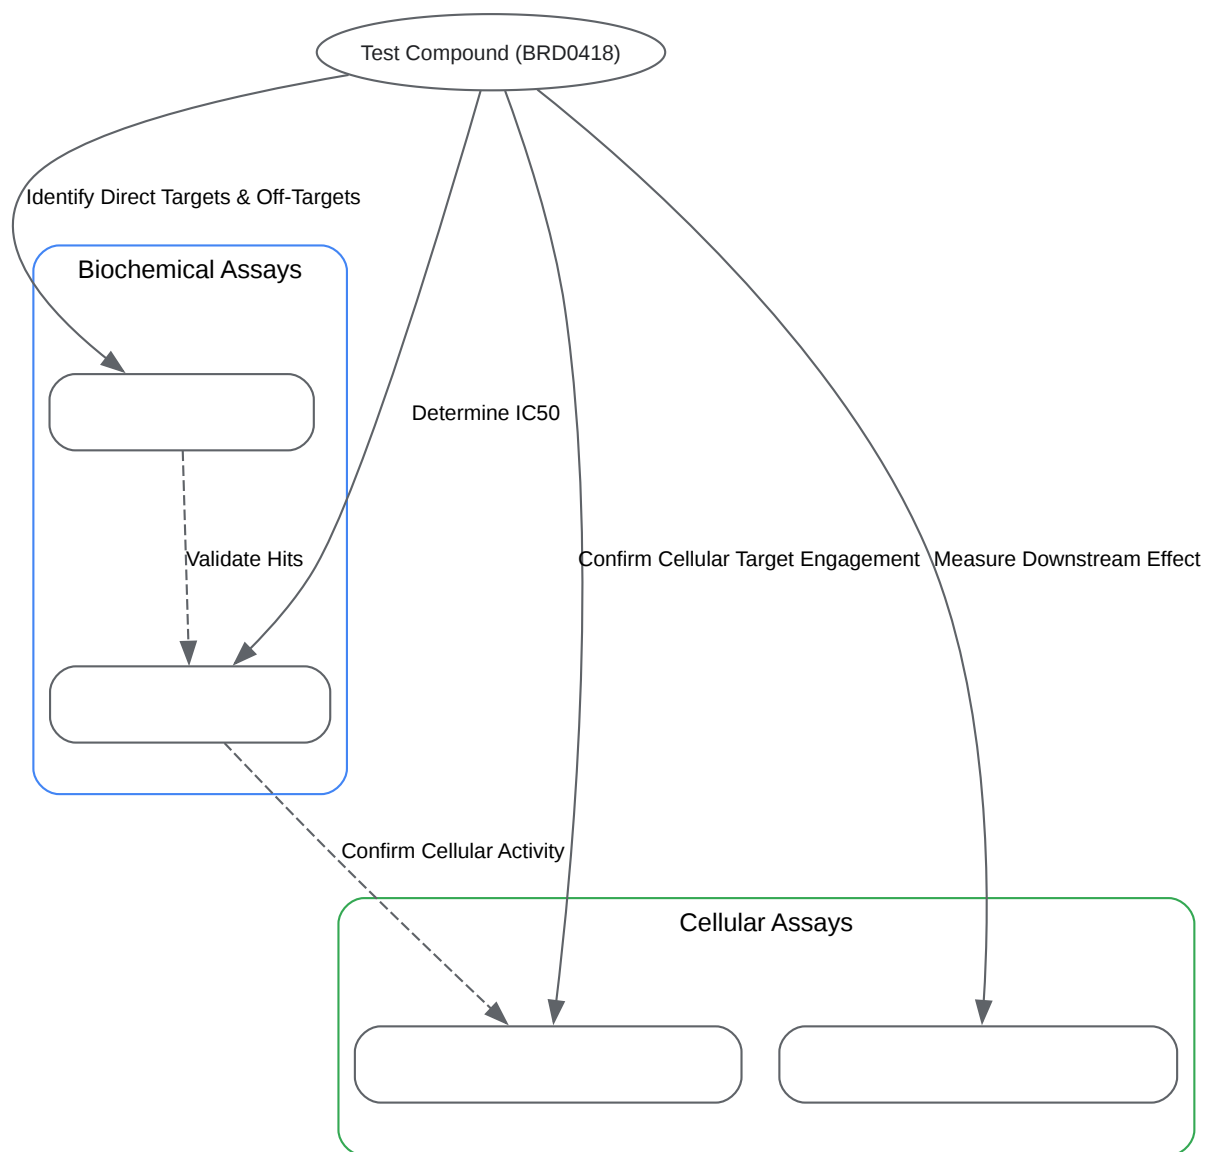 Test Compound (BRD0418)
Identify Direct Targets & Off-Targets
Biochemical Assays
Determine IC50
Validate Hits
Confirm Cellular Target Engagement
Measure Downstream Effect
Confirm Cellular Activity
Cellular Assays